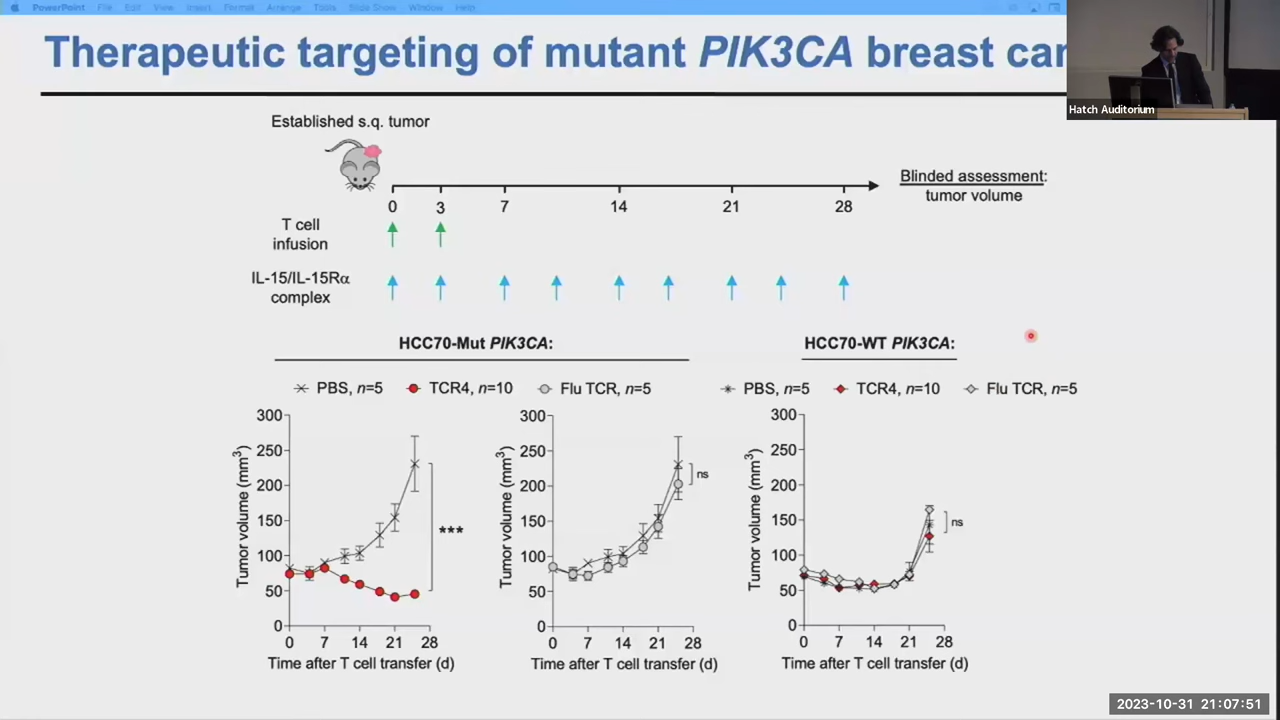 PowerPoint File Edit View Insert Format Arrange Tools Slide Show Window Help
Therapeutic targeting of mutant PIK3CA breast can
Hatch Auditorium
Established s.q. tumor
Blinded assessment:
tumor volume
0 3 7 14 21 28
T cell
infusion
IL-15/IL-15Rα
complex
HCC70-Mut PIK3CA:
HCC70-WT PIK3CA:
PBS, n=5 TCR4, n=10 Flu TCR, n=5
PBS, n=5 TCR4, n=10 Flu TCR, n=5
Tumor volume (mm³)
300
250
200
150
100
50
0
***
0 7 14 21 28
Time after T cell transfer (d)
Tumor volume (mm³)
300
250
200
150
100
50
0
ns
0 7 14 21 28
Time after T cell transfer (d)
Tumor volume (mm³)
300
250
200
150
100
50
0
ns
0 7 14 21 28
Time after T cell transfer (d)
2023-10-31 21:07:51